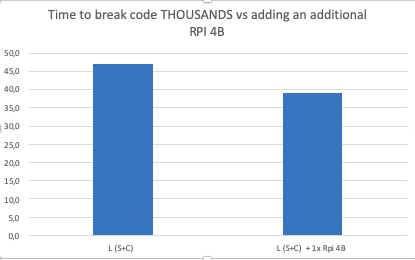 Time to break code THOUSANDS vs adding an additional
RPI 4B
50,0
45,0
40,0
35,0
30,0
25,0
20,0
15,0
10,0
5,0
0,0
L (S+C)
L (S+C) + 1x Rpi 4B